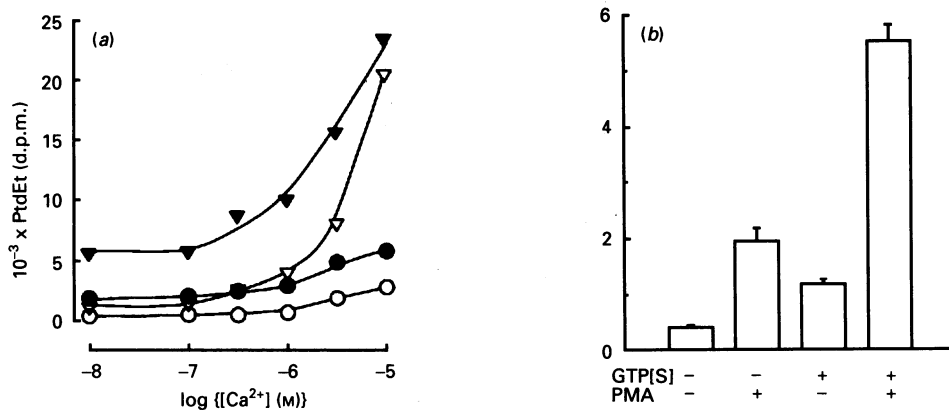 (a)
25
20
15
10
5
0
10⁻³ x PtdEt (d.p.m.)
–8 –7 –6 –5
log {[Ca²⁺] (M)}
(b)
6
4
2
0
GTP[S] – – + +
PMA – + – +